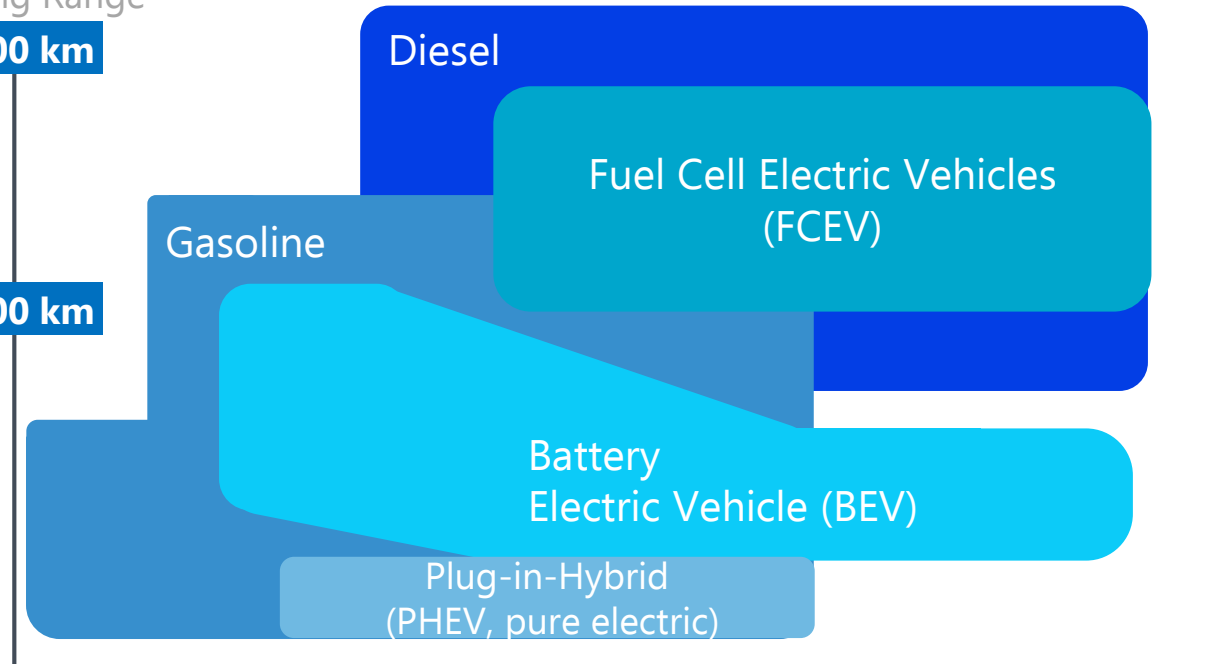 Range
00 km
Diesel
Fuel Cell Electric Vehicles
(FCEV)
Gasoline
00 km
Battery
Electric Vehicle (BEV)
Plug-in-Hybrid
(PHEV, pure electric)